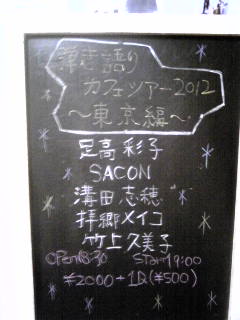 弾き語り
カフェツアー2012
～東京編～
足高 彩子
SACON
溝田 志穂
拝郷メイコ
竹上久美子
OPEN18:30 START19:00
¥2000+1D(¥500)